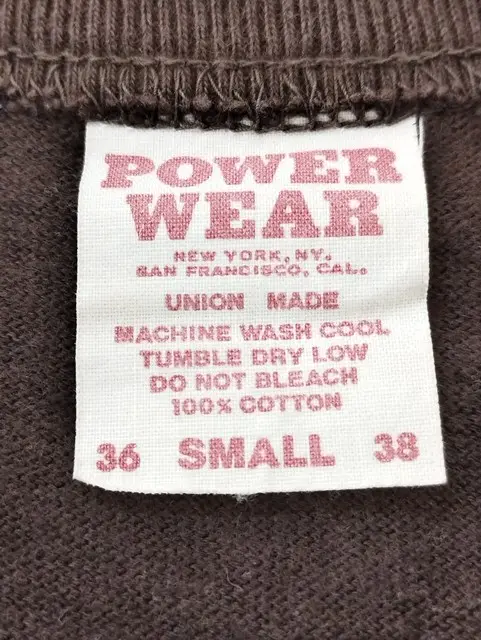 POWER
WEAR
NEW YORK, NY.
SAN FRANCISCO, CAL.
UNION MADE
MACHINE WASH COOL
TUMBLE DRY LOW
DO NOT BLEACH
100% COTTON
36 SMALL 38